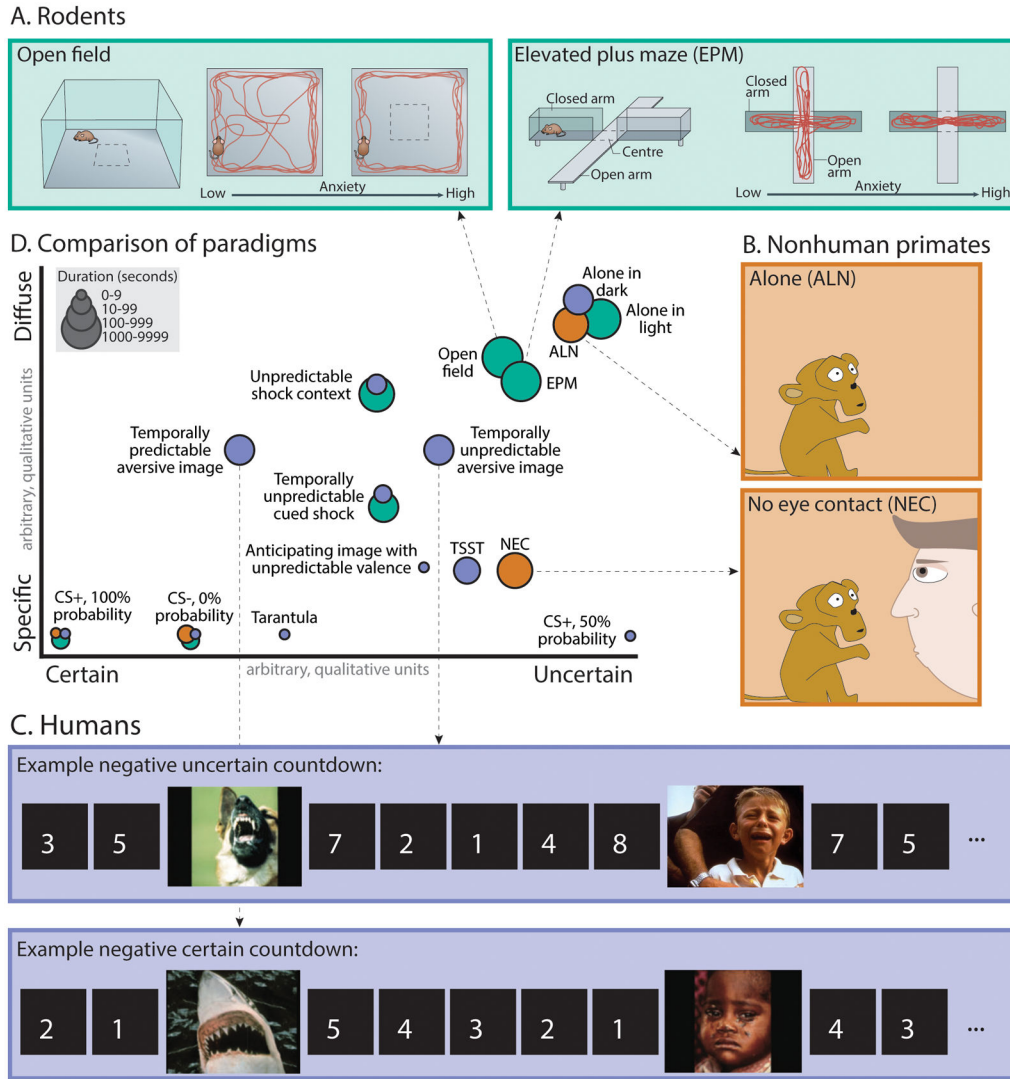 A. Rodents
Open field
Low
Anxiety
High
Elevated plus maze (EPM)
Closed arm
Centre
Open arm
Closed
arm
Open
arm
Low
Anxiety
High
D. Comparison of paradigms
Diffuse
Specific
arbitrary, qualitative units
Duration (seconds)
0-9
10-99
100-999
1000-9999
Alone in
dark
Alone in
light
ALN
Open
field
EPM
Unpredictable
shock context
Temporally
predictable
aversive image
Temporally
unpredictable
aversive image
Temporally
unpredictable
cued shock
Anticipating image with
unpredictable valence
TSST
NEC
CS+, 100%
probability
CS-, 0%
probability
Tarantula
CS+, 50%
probability
Certain
arbitrary, qualitative units
Uncertain
B. Nonhuman primates
Alone (ALN)
No eye contact (NEC)
C. Humans
Example negative uncertain countdown:
3 5 7 2 1 4 8 7 5 ...
Example negative certain countdown:
2 1 5 4 3 2 1 4 3 ...